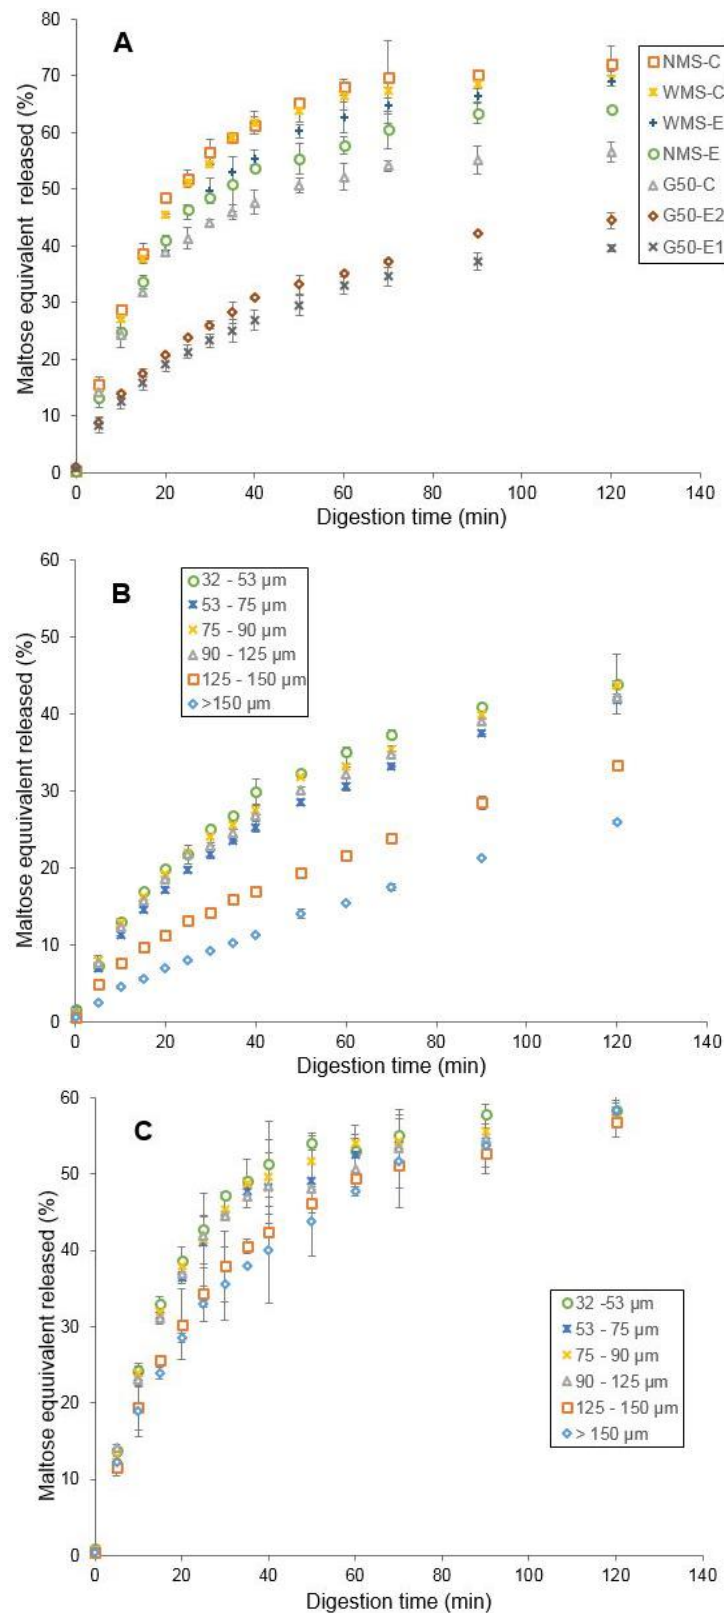 A
Maltose equivalent released (%)
80
70
60
50
40
30
20
10
0
0 20 40 60 80 100 120 140
Digestion time (min)
NMS-C
WMS-C
WMS-E
NMS-E
G50-C
G50-E2
G50-E1
B
Maltose equuivalent released (%)
60
50
40
30
20
10
0
0 20 40 60 80 100 120 140
Digestion time (min)
32 - 53 µm
53 - 75 µm
75 - 90 µm
90 - 125 µm
125 - 150 µm
>150 µm
C
Maltose equuivalent released (%)
60
50
40
30
20
10
0
0 20 40 60 80 100 120 140
Digestion time (min)
32 -53 µm
53 - 75 µm
75 - 90 µm
90 - 125 µm
125 - 150 µm
> 150 µm